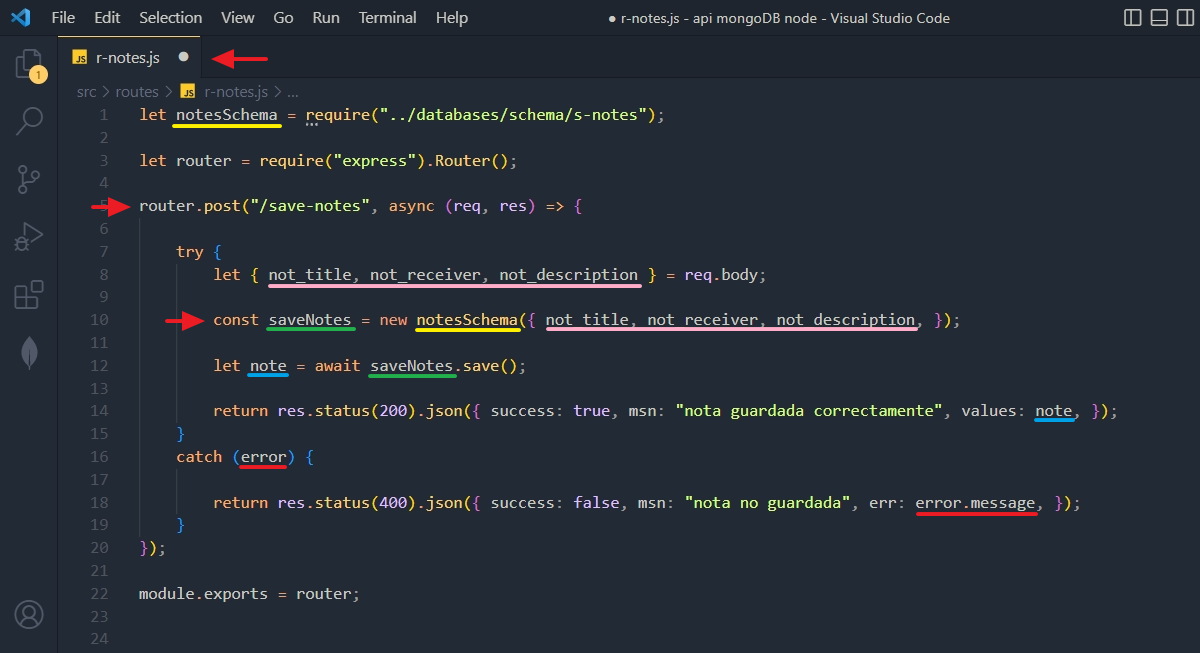 File Edit Selection View Go Run Terminal Help ● r-notes.js - api mongoDB node - Visual Studio Code
JS r-notes.js ●
1
src > routes > JS r-notes.js > ...
1 let notesSchema = require("../databases/schema/s-notes");
2
3 let router = require("express").Router();
4
5 router.post("/save-notes", async (req, res) => {
6
7 try {
8 let { not_title, not_receiver, not_description } = req.body;
9
10 const saveNotes = new notesSchema({ not_title, not_receiver, not_description, });
11
12 let note = await saveNotes.save();
13
14 return res.status(200).json({ success: true, msn: "nota guardada correctamente", values: note, });
15 }
16 catch (error) {
17
18 return res.status(400).json({ success: false, msn: "nota no guardada", err: error.message, });
19 }
20 });
21
22 module.exports = router;
23
24